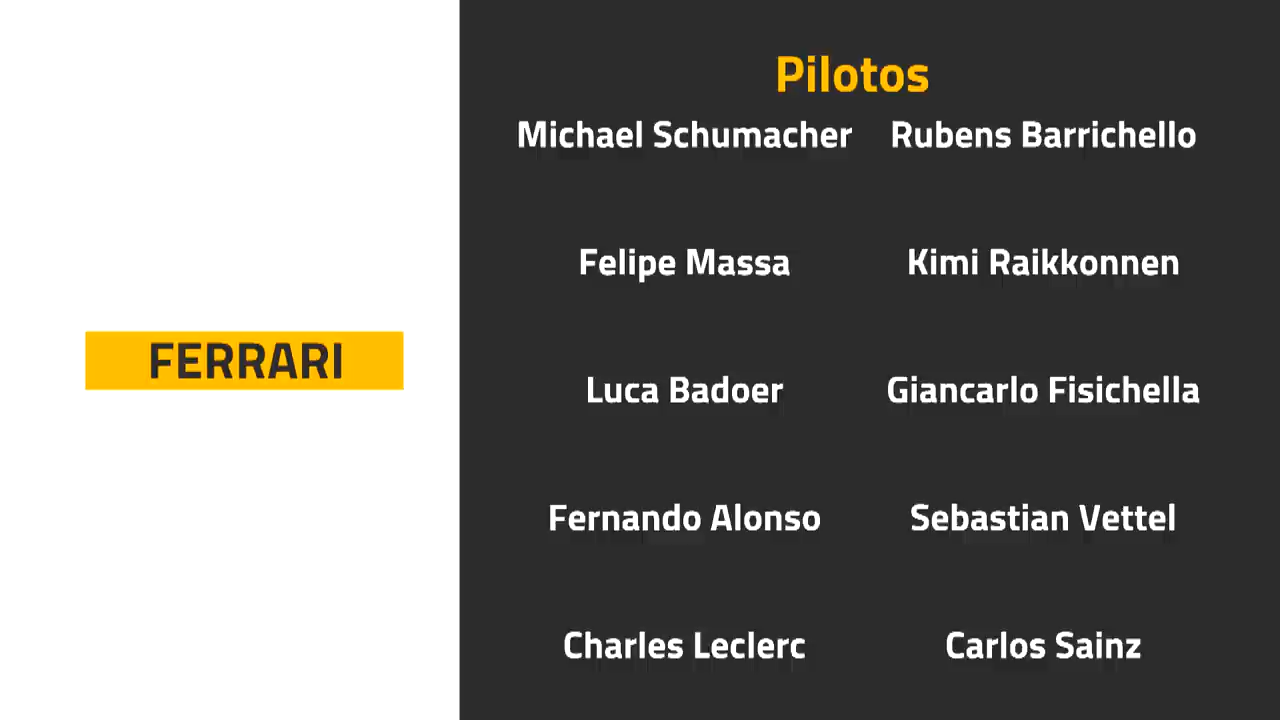 FERRARI
Pilotos
Michael Schumacher Rubens Barrichello
Felipe Massa Kimi Raikkonnen
Luca Badoer Giancarlo Fisichella
Fernando Alonso Sebastian Vettel
Charles Leclerc Carlos Sainz